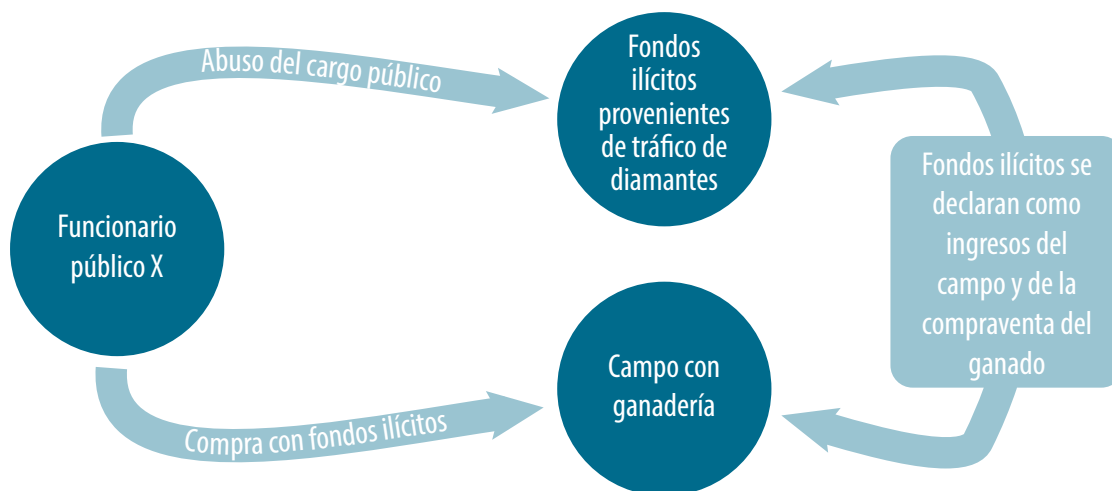 Abuso del cargo público
Fondos
ilícitos
provenientes
de tráfico de
diamantes
Funcionario
público X
Fondos ilícitos se
declaran como
ingresos del
campo y de la
compraventa del
ganado
Campo con
ganadería
Compra con fondos ilícitos